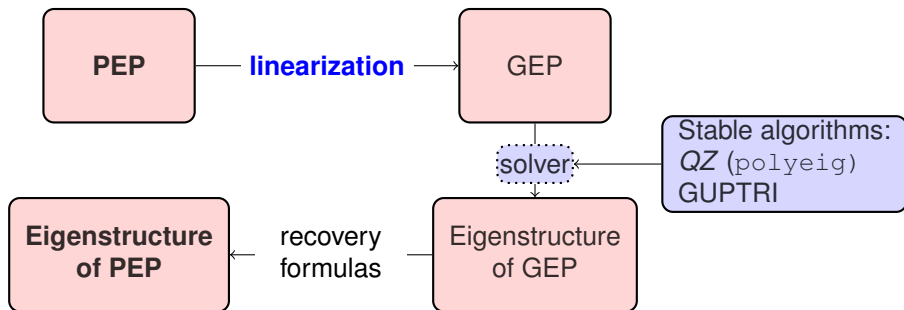 PEP
linearization
GEP
solver
Stable algorithms:
QZ (polyeig)
GUPTRI
Eigenstructure
of PEP
recovery
formulas
Eigenstructure
of GEP